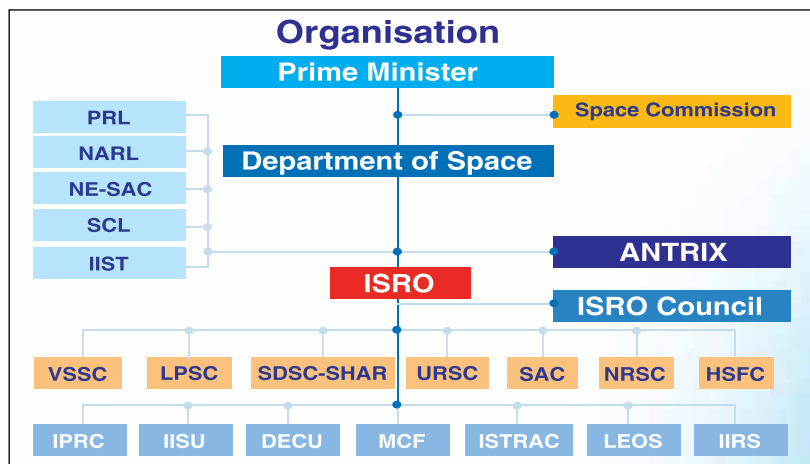 Organisation
Prime Minister
Space Commission
PRL
NARL
NE-SAC
SCL
IIST
Department of Space
ANTRIX
ISRO
ISRO Council
VSSC
LPSC
SDSC-SHAR
URSC
SAC
NRSC
HSFC
IPRC
IISU
DECU
MCF
ISTRAC
LEOS
IIRS